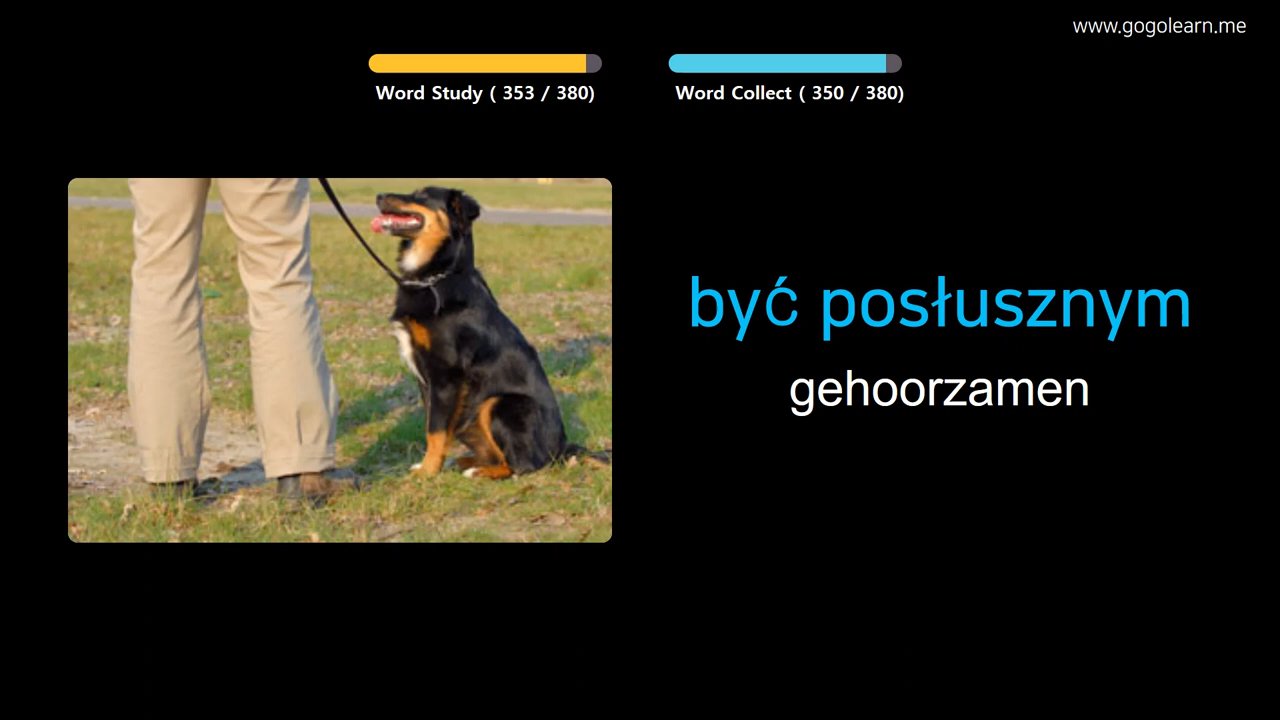 www.gogolearn.me
Word Study ( 353 / 380)
Word Collect ( 350 / 380)
być posłusznym
gehoorzamen